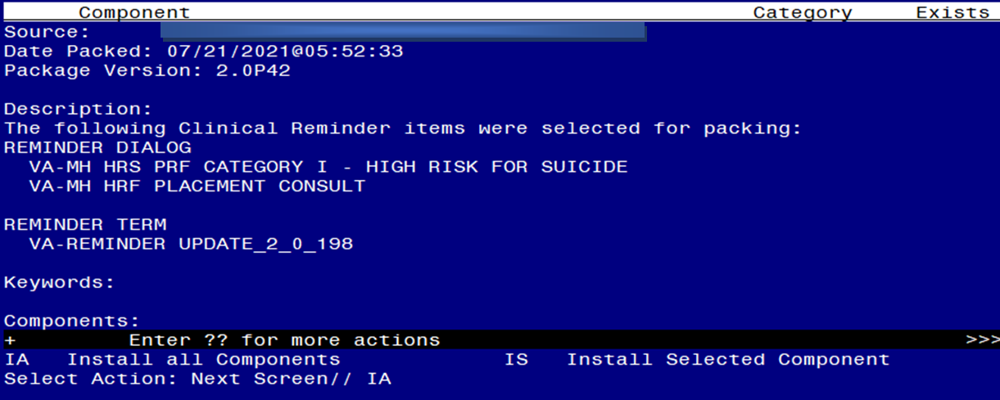 Component Category Exists
Source:
Date Packed: 07/21/2021@05:52:33
Package Version: 2.0P42
Description:
The following Clinical Reminder items were selected for packing:
REMINDER DIALOG
VA-MH HRS PRF CATEGORY I - HIGH RISK FOR SUICIDE
VA-MH HRF PLACEMENT CONSULT
REMINDER TERM
VA-REMINDER UPDATE_2_0_198
Keywords:
Components:
+ Enter ?? for more actions >>>
IA Install all Components IS Install Selected Component
Select Action: Next Screen// IA